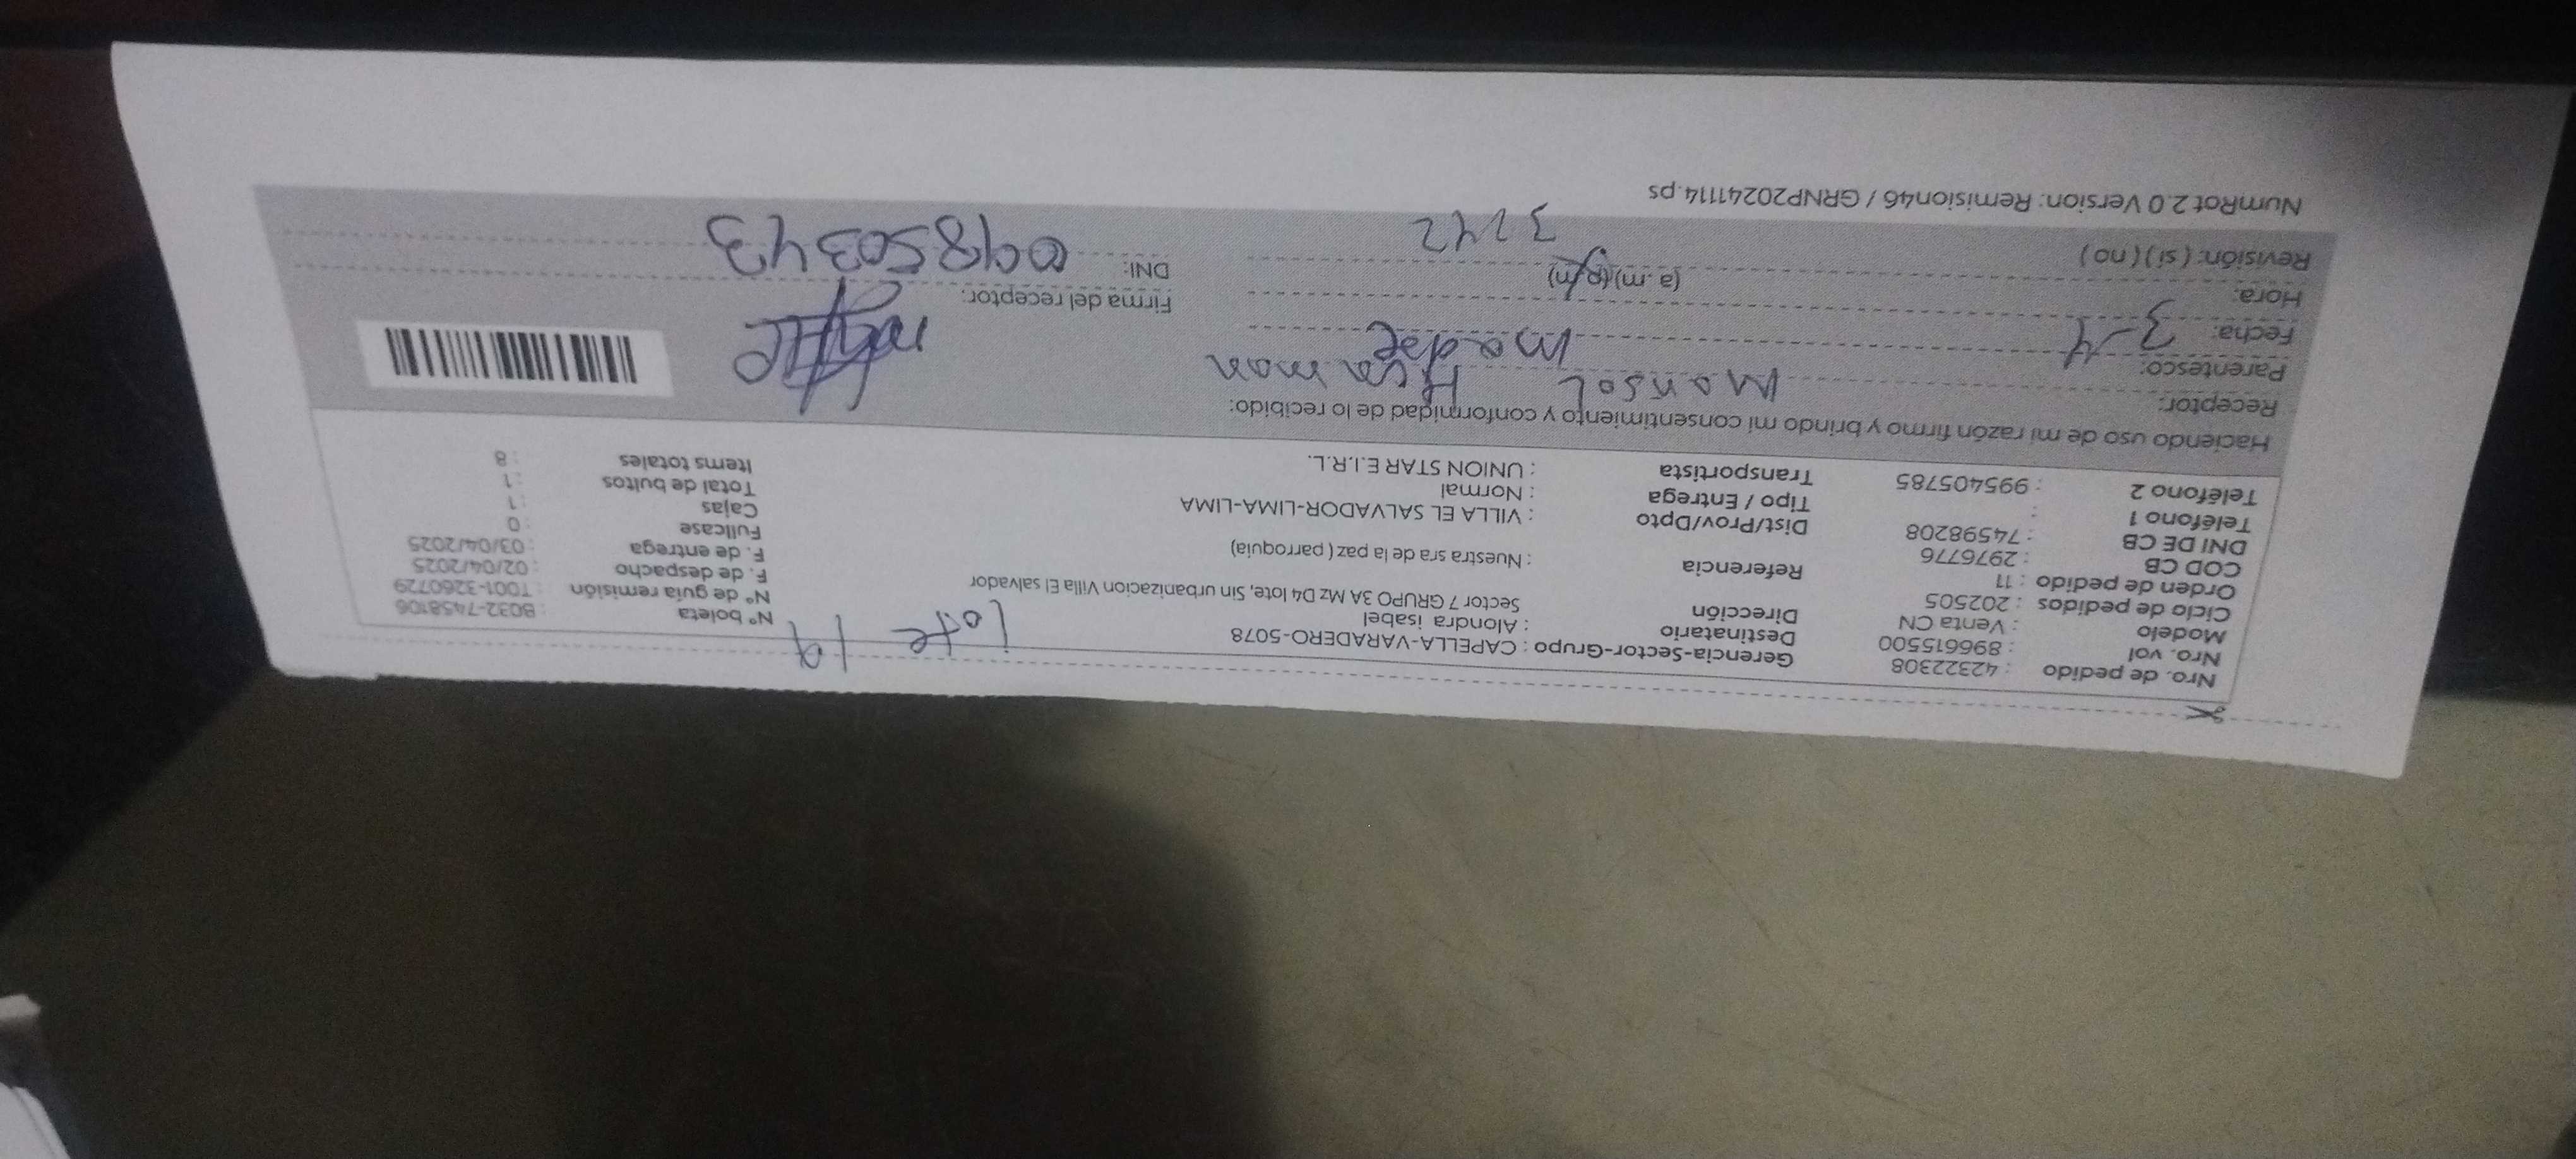 Nro. de pedido : 42322308 Gerencia-Sector-Grupo : CAPELLA-VARADERO-5078 Lote 19
Nro. vol : 896615500 Destinatario : Alondra isabel Nº boleta : B032-7458106
Modelo : Venta CN Dirección Sector 7 GRUPO 3A Mz D4 lote, Sin urbanizacion Villa El salvador Nº de guía remisión : T001-3260729
Ciclo de pedidos : 202505 F. de despacho : 02/04/2025
Orden de pedido : 11 Referencia : Nuestra sra de la paz ( parroquia) F. de entrega : 03/04/2025
COD CB : 2976776 Fullcase : 0
DNI DE CB : 74598208 Dist/Prov/Dpto : VILLA EL SALVADOR-LIMA-LIMA Cajas : 1
Teléfono 1 : Tipo / Entrega : Normal Total de bultos : 1
Teléfono 2 : 995405785 Transportista : UNION STAR E.I.R.L. Items totales : 8
Haciendo uso de mi razón firmo y brindo mi consentimiento y conformidad de lo recibido:
Receptor: Marisol Huaman
Parentesco: Madre
Fecha: 3-4 Firma del receptor:
Hora: (a.m) (p/m)
Revisión: ( si ) ( no ) 3242 DNI: 09850343
NumRot 2.0 Version: Remision46 / GRNP20241114.ps